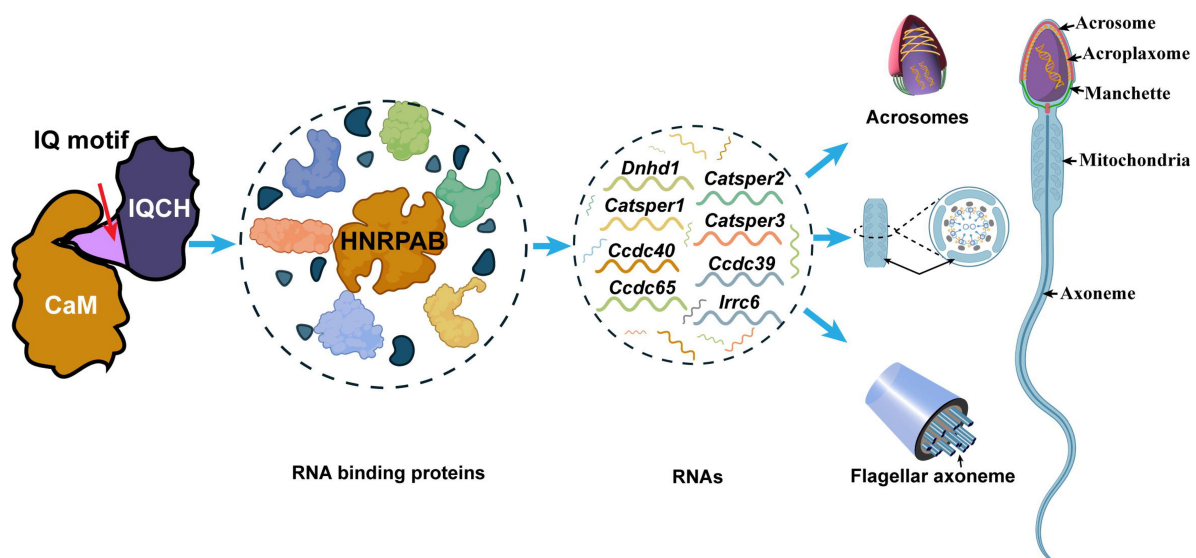 IQ motif
IQCH
CaM
HNRPAB
RNA binding proteins
Dnhd1
Catsper2
Catsper1
Catsper3
Ccdc40
Ccdc39
Ccdc65
lrrc6
RNAs
Acrosomes
Flagellar axoneme
Acrosome
Acroplaxome
Manchette
Mitochondria
Axoneme